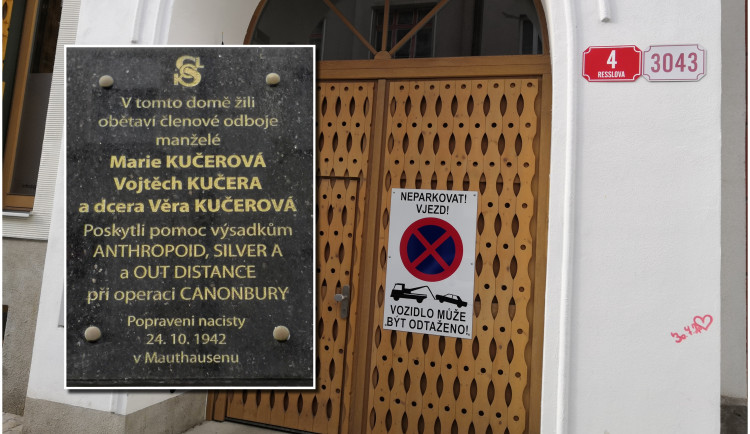 V tomto domě žili
obětaví členové odboje
manželé
Marie KUČEROVÁ
Vojtěch KUČERA
a dcera Věra KUČEROVÁ
Poskytli pomoc výsadkům
ANTHROPOID, SILVER A
a OUT DISTANCE
při operaci CANONBURY
Popraveni nacisty
24. 10. 1942
v Mauthausenu
NEPARKOVAT!
VJEZD!
VOZIDLO MŮŽE
BÝT ODTAŽENO!
4
RESSLOVA
3043